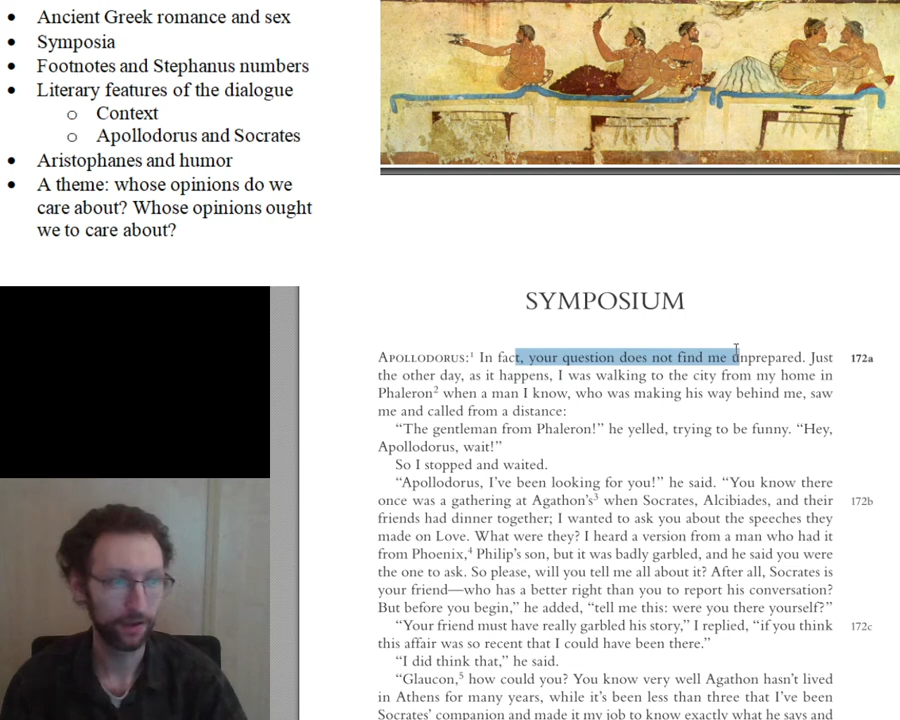 • Ancient Greek romance and sex
• Symposia
• Footnotes and Stephanus numbers
• Literary features of the dialogue
o Context
o Apollodorus and Socrates
• Aristophanes and humor
• A theme: whose opinions do we
care about? Whose opinions ought
we to care about?
SYMPOSIUM
APOLLODORUS:¹ In fact, your question does not find me unprepared. Just 172a
the other day, as it happens, I was walking to the city from my home in
Phaleron² when a man I know, who was making his way behind me, saw
me and called from a distance:
“The gentleman from Phaleron!” he yelled, trying to be funny. “Hey,
Apollodorus, wait!”
So I stopped and waited.
“Apollodorus, I’ve been looking for you!” he said. “You know there
once was a gathering at Agathon’s³ when Socrates, Alcibiades, and their 172b
friends had dinner together; I wanted to ask you about the speeches they
made on Love. What were they? I heard a version from a man who had it
from Phoenix,⁴ Philip’s son, but it was badly garbled, and he said you were
the one to ask. So please, will you tell me all about it? After all, Socrates is
your friend—who has a better right than you to report his conversation?
But before you begin,” he added, “tell me this: were you there yourself?”
“Your friend must have really garbled his story,” I replied, “if you think 172c
this affair was so recent that I could have been there.”
“I did think that,” he said.
“Glaucon,⁵ how could you? You know very well Agathon hasn’t lived
in Athens for many years, while it’s been less than three that I’ve been
Socrates’ companion and made it my job to know exactly what he says and